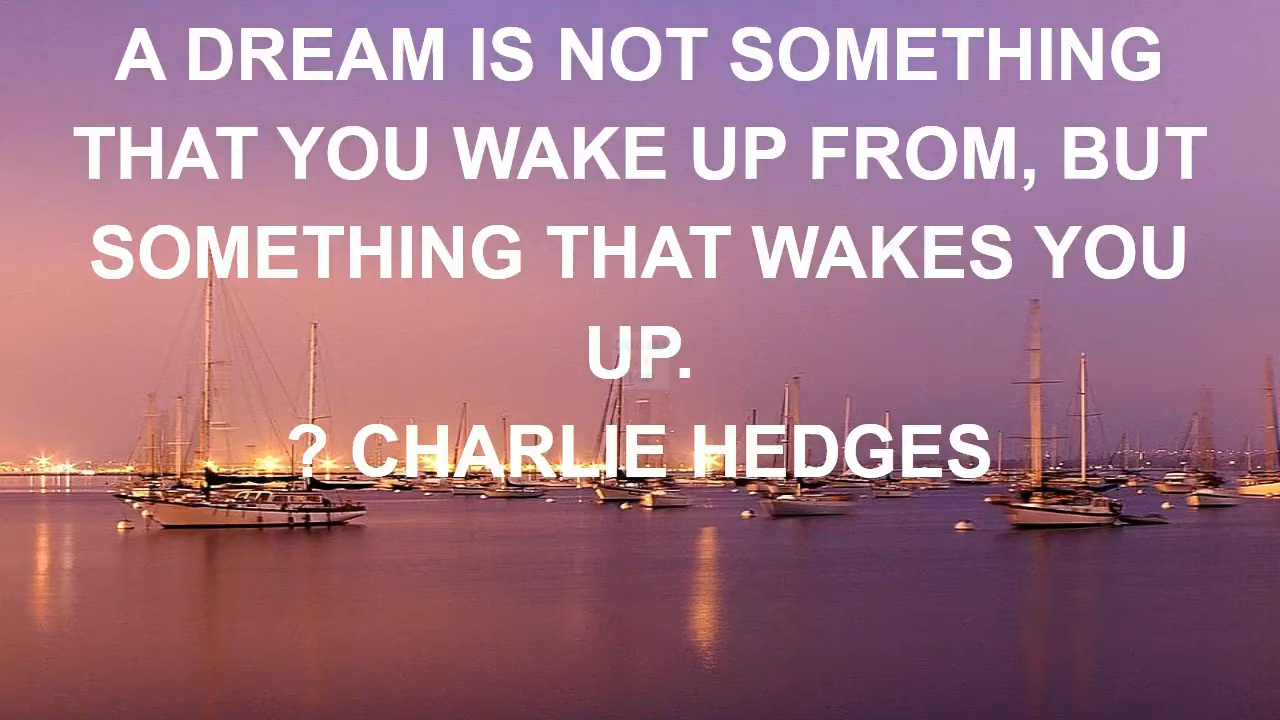 A DREAM IS NOT SOMETHING
THAT YOU WAKE UP FROM, BUT
SOMETHING THAT WAKES YOU
UP.
? CHARLIE HEDGES